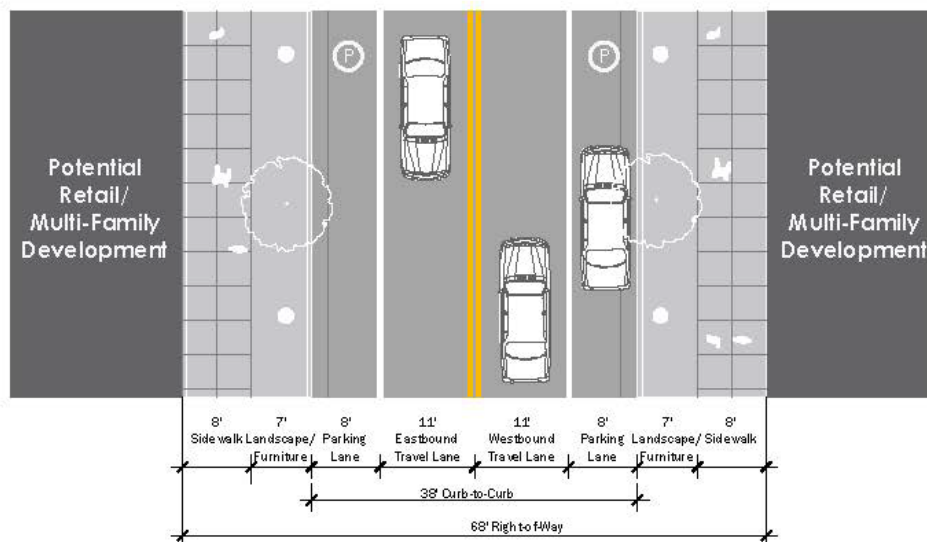 P
P
Potential
Retail/
Multi-Family
Development
Potential
Retail/
Multi-Family
Development
8'
Sidewalk
7'
Landscape/
Furniture
8'
Parking
Lane
11'
Eastbound
Travel Lane
11'
Westbound
Travel Lane
8'
Parking
Lane
7'
Landscape/
Furniture
8'
Sidewalk
38' Curb-to-Curb
68' Right-of-Way